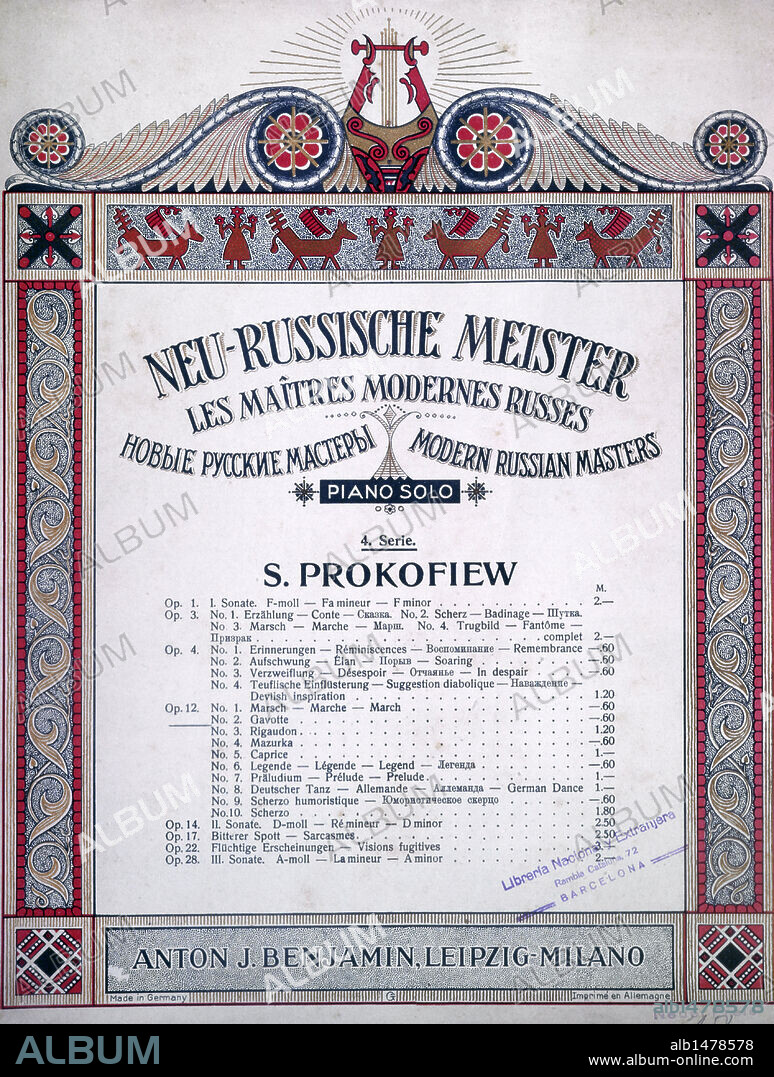 NEU-RUSSISCHE MEISTER
LES MAÎTRES MODERNES RUSSES
НОВЫЕ РУССКИЕ МАСТЕРЫ
MODERN RUSSIAN MASTERS
PIANO SOLO
4. Serie.
S. PROKOFIEW
M.
Op. 1. I. Sonate. F-moll — Fa mineur — F minor 2.—
Op. 3. No. 1. Erzählung — Conte — Сказка. No. 2. Scherz — Badinage — Шутка.
No. 3. Marsch — Marche — Марш. No. 4. Trugbild — Fantôme —
Призрак complet 2.—
Op. 4. No. 1. Erinnerungen — Réminiscences — Воспоминание — Remembrance —.60
No. 2. Aufschwung — Élan — Порыв — Soaring —.60
No. 3. Verzweiflung — Désespoir — Отчаянье — In despair —.60
No. 4. Teuflische Einflüsterung — Suggestion diabolique — Наваждение —
Devlish inspiration 1.20
Op.12. No. 1. Marsch — Marche — March —.60
No. 2. Gavotte —.60
No. 3. Rigaudon 1.20
No. 4. Mazurka —.60
No. 5. Caprice 1.—
No. 6. Legende — Légende — Legend — Легенда —.60
No. 7. Präludium — Prélude — Prelude 1.—
No. 8. Deutscher Tanz — Allemande — Аллеманда — German Dance 1.—
No. 9. Scherzo humoristique — Юмористическое скерцо —.60
No. 10. Scherzo 1.80
Op.14. II. Sonate. D-moll — Ré mineur — D minor 2.50
Op.17. Bitterer Spott — Sarcasmes 2.50
Op.22. Flüchtige Erscheinungen — Visions fugitives
Op.28. III. Sonate. A-moll — La mineur — A minor 2.—
Librería Nacional y Extranjera
Rambla Cataluña, 72
BARCELONA
ANTON J. BENJAMIN, LEIPZIG-MILANO
Made in Germany
Imprimé en Allemagne
alb1478578
ALBUM
alb1478578
www.album-online.com